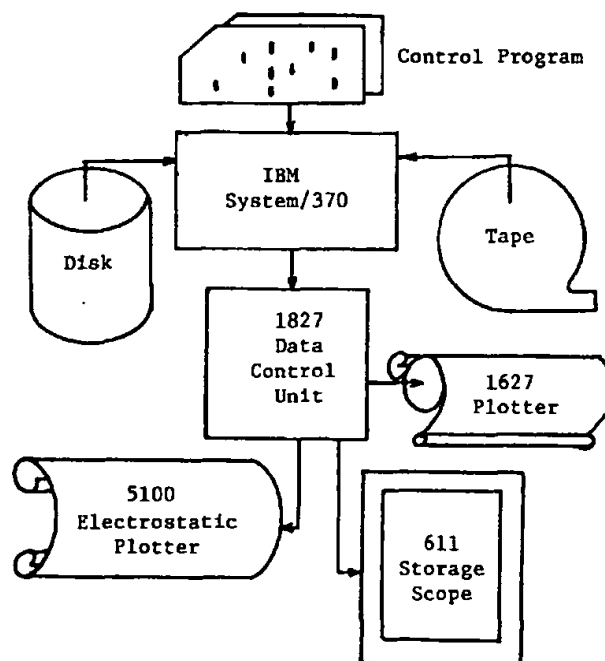 Control Program
IBM
System/370
Disk
Tape
1827
Data
Control
Unit
1627
Plotter
5100
Electrostatic
Plotter
611
Storage
Scope